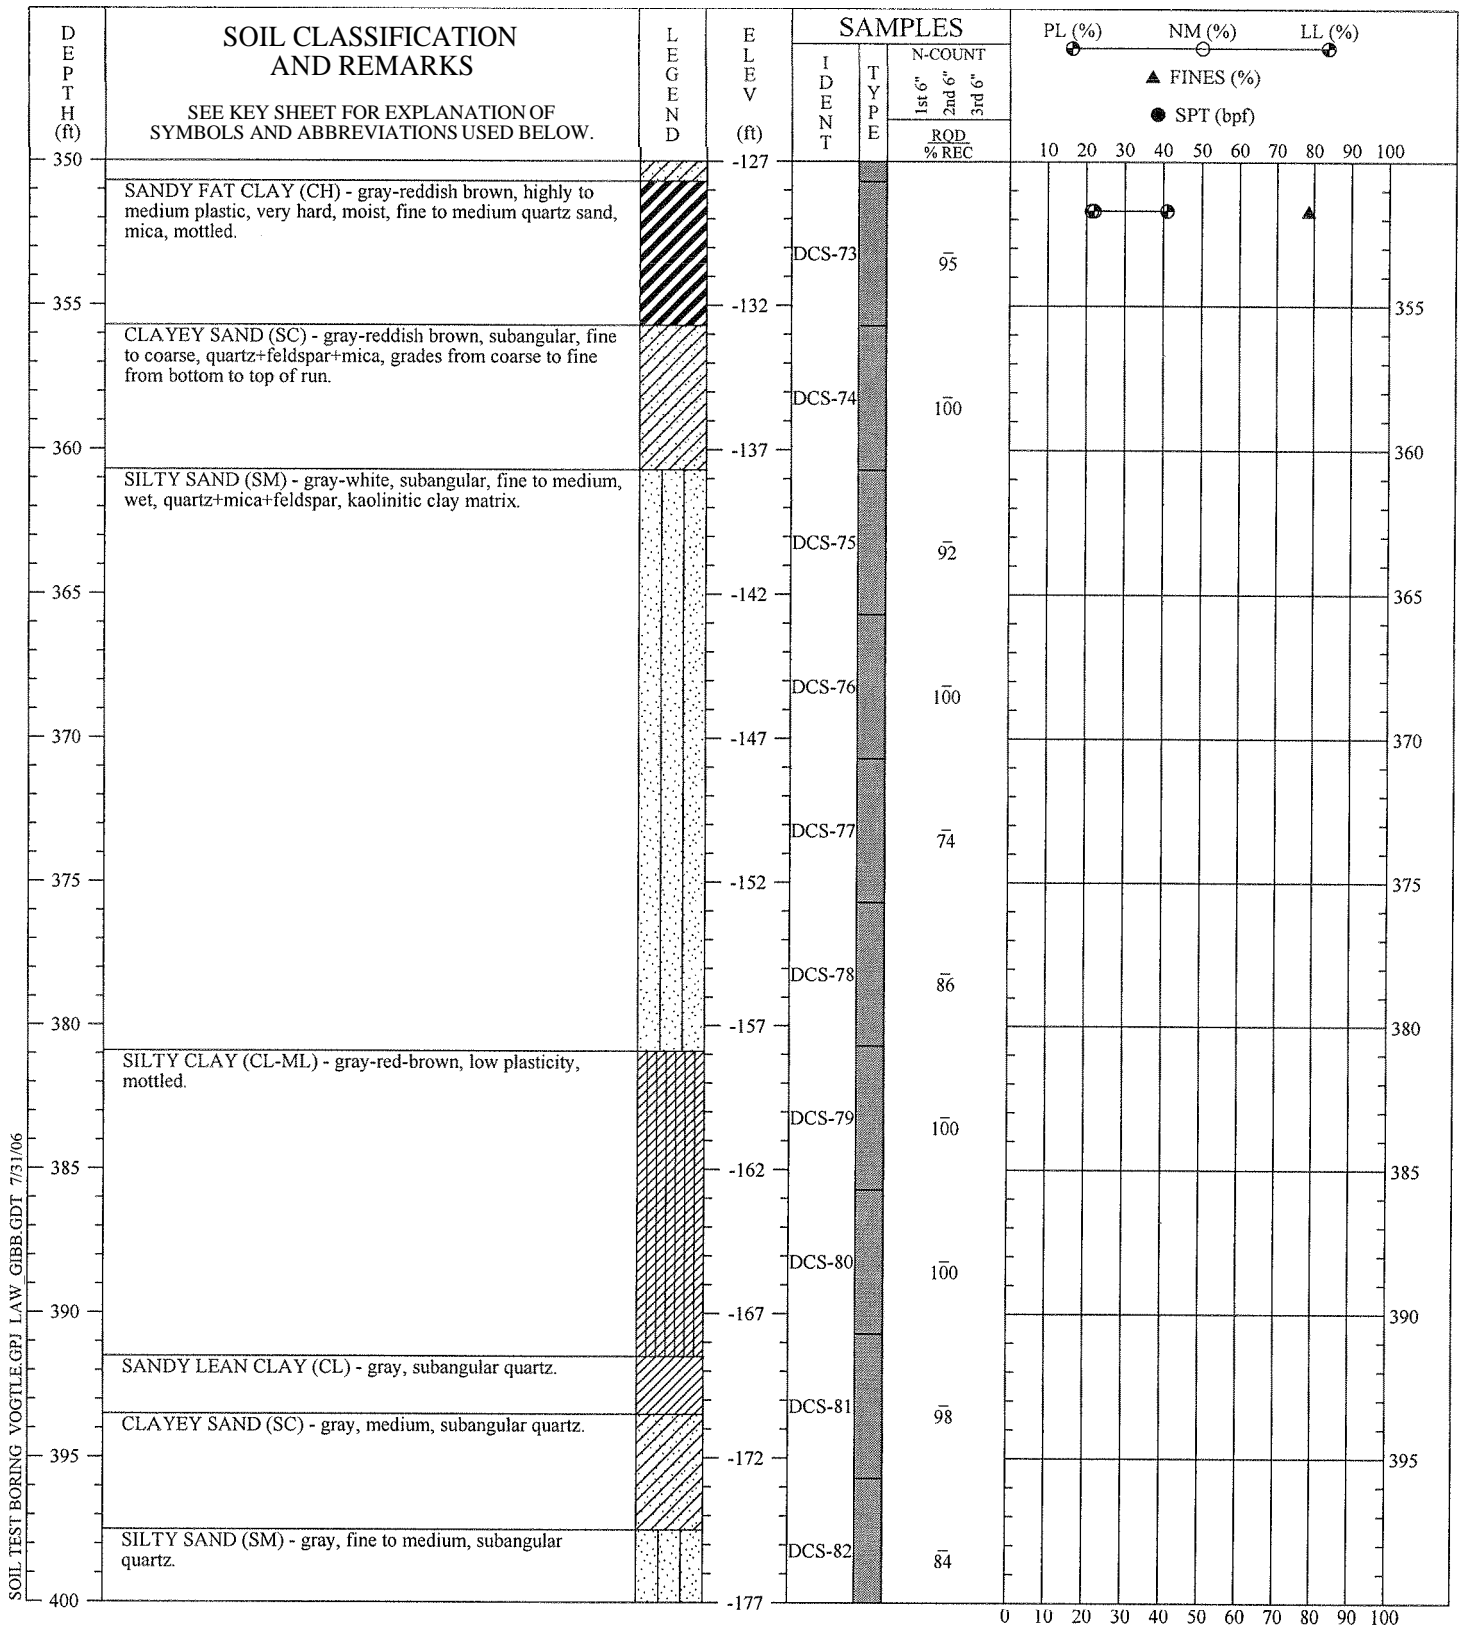 DEPTH (ft)
SOIL CLASSIFICATION
AND REMARKS
SEE KEY SHEET FOR EXPLANATION OF
SYMBOLS AND ABBREVIATIONS USED BELOW.
LEGEND
ELEV (ft)
SAMPLES
IDENT
TYPE
N-COUNT
1st 6"
2nd 6"
3rd 6"
RQD
% REC
PL (%) NM (%) LL (%)
▲ FINES (%)
● SPT (bpf)
10 20 30 40 50 60 70 80 90 100
350
-127
SANDY FAT CLAY (CH) - gray-reddish brown, highly to
medium plastic, very hard, moist, fine to medium quartz sand,
mica, mottled.
DCS-73
95
355
-132
355
CLAYEY SAND (SC) - gray-reddish brown, subangular, fine
to coarse, quartz+feldspar+mica, grades from coarse to fine
from bottom to top of run.
DCS-74
100
360
-137
360
SILTY SAND (SM) - gray-white, subangular, fine to medium,
wet, quartz+mica+feldspar, kaolinitic clay matrix.
DCS-75
92
365
-142
365
DCS-76
100
370
-147
370
DCS-77
74
375
-152
375
DCS-78
86
380
-157
380
SILTY CLAY (CL-ML) - gray-red-brown, low plasticity,
mottled.
DCS-79
100
385
-162
385
DCS-80
100
390
-167
390
SANDY LEAN CLAY (CL) - gray, subangular quartz.
DCS-81
98
CLAYEY SAND (SC) - gray, medium, subangular quartz.
395
-172
395
SILTY SAND (SM) - gray, fine to medium, subangular
quartz.
DCS-82
84
400
-177
0 10 20 30 40 50 60 70 80 90 100
SOIL TEST BORING VOGTLE.GPJ LAW_GIBB.GDT 7/31/06